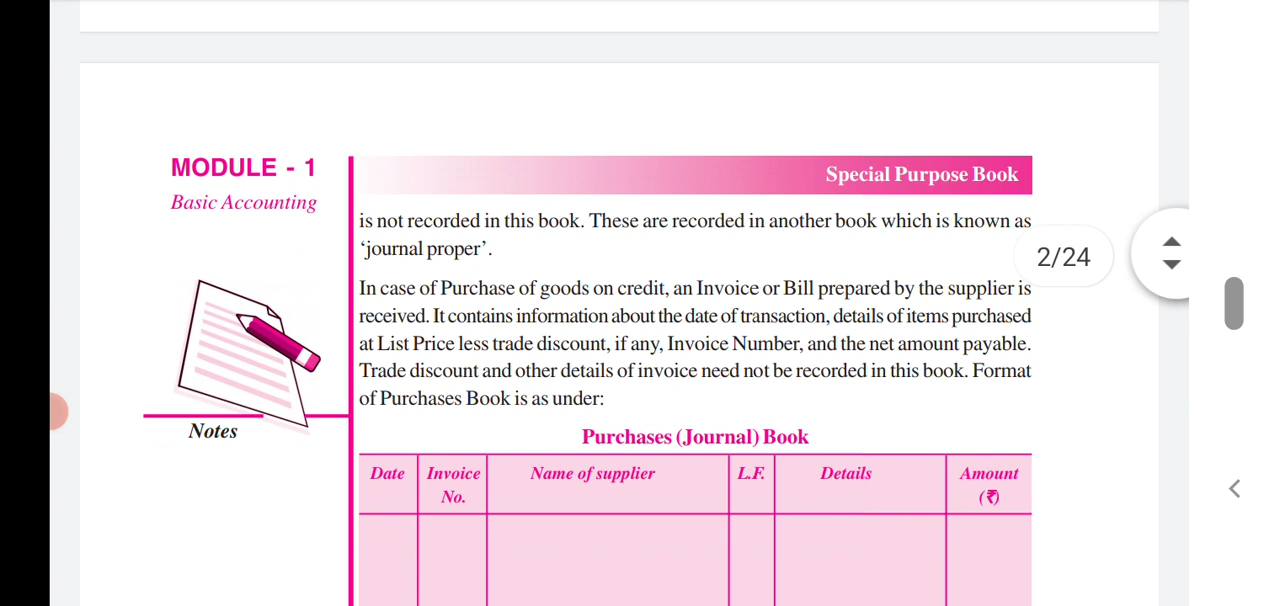 MODULE - 1
Basic Accounting
Notes
Special Purpose Book
is not recorded in this book. These are recorded in another book which is known as
‘journal proper’.
In case of Purchase of goods on credit, an Invoice or Bill prepared by the supplier is
received. It contains information about the date of transaction, details of items purchased
at List Price less trade discount, if any, Invoice Number, and the net amount payable.
Trade discount and other details of invoice need not be recorded in this book. Format
of Purchases Book is as under:
Purchases (Journal) Book
Date Invoice Name of supplier L.F. Details Amount
No. (₹)
2/24